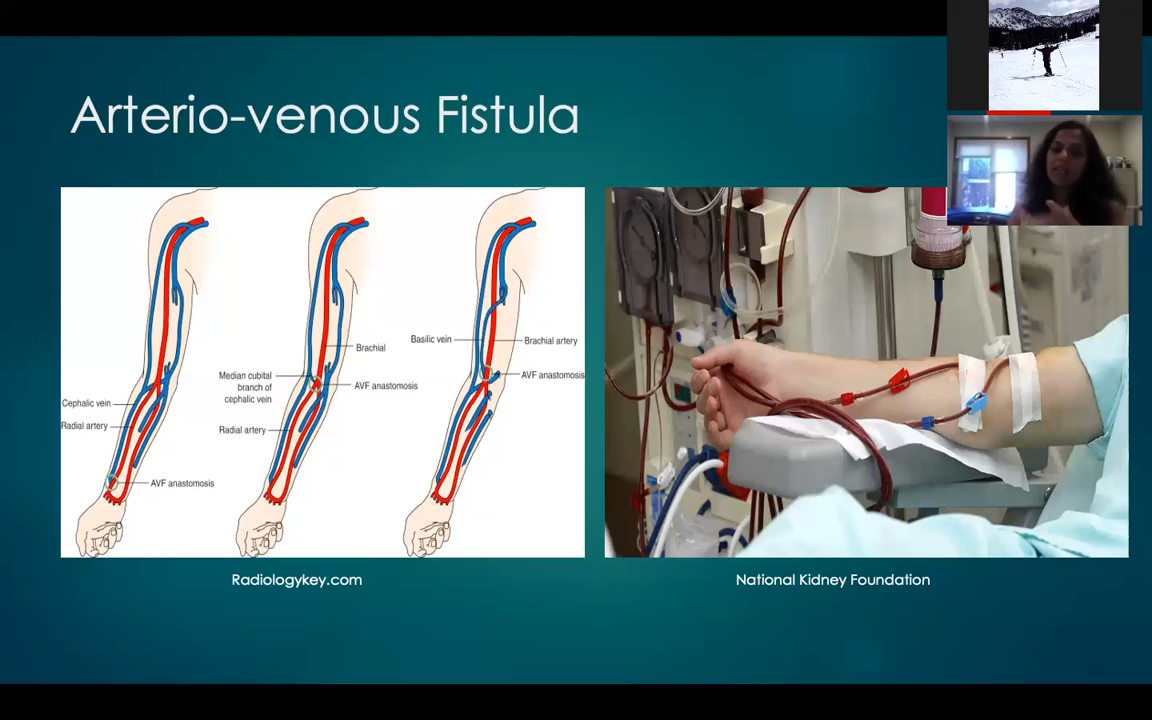 Arterio-venous Fistula
Cephalic vein
Radial artery
AVF anastomosis
Brachial
Median cubital
branch of
cephalic vein
AVF anastomosis
Radial artery
Basilic vein
Brachial artery
AVF anastomosis
Radiologykey.com
National Kidney Foundation